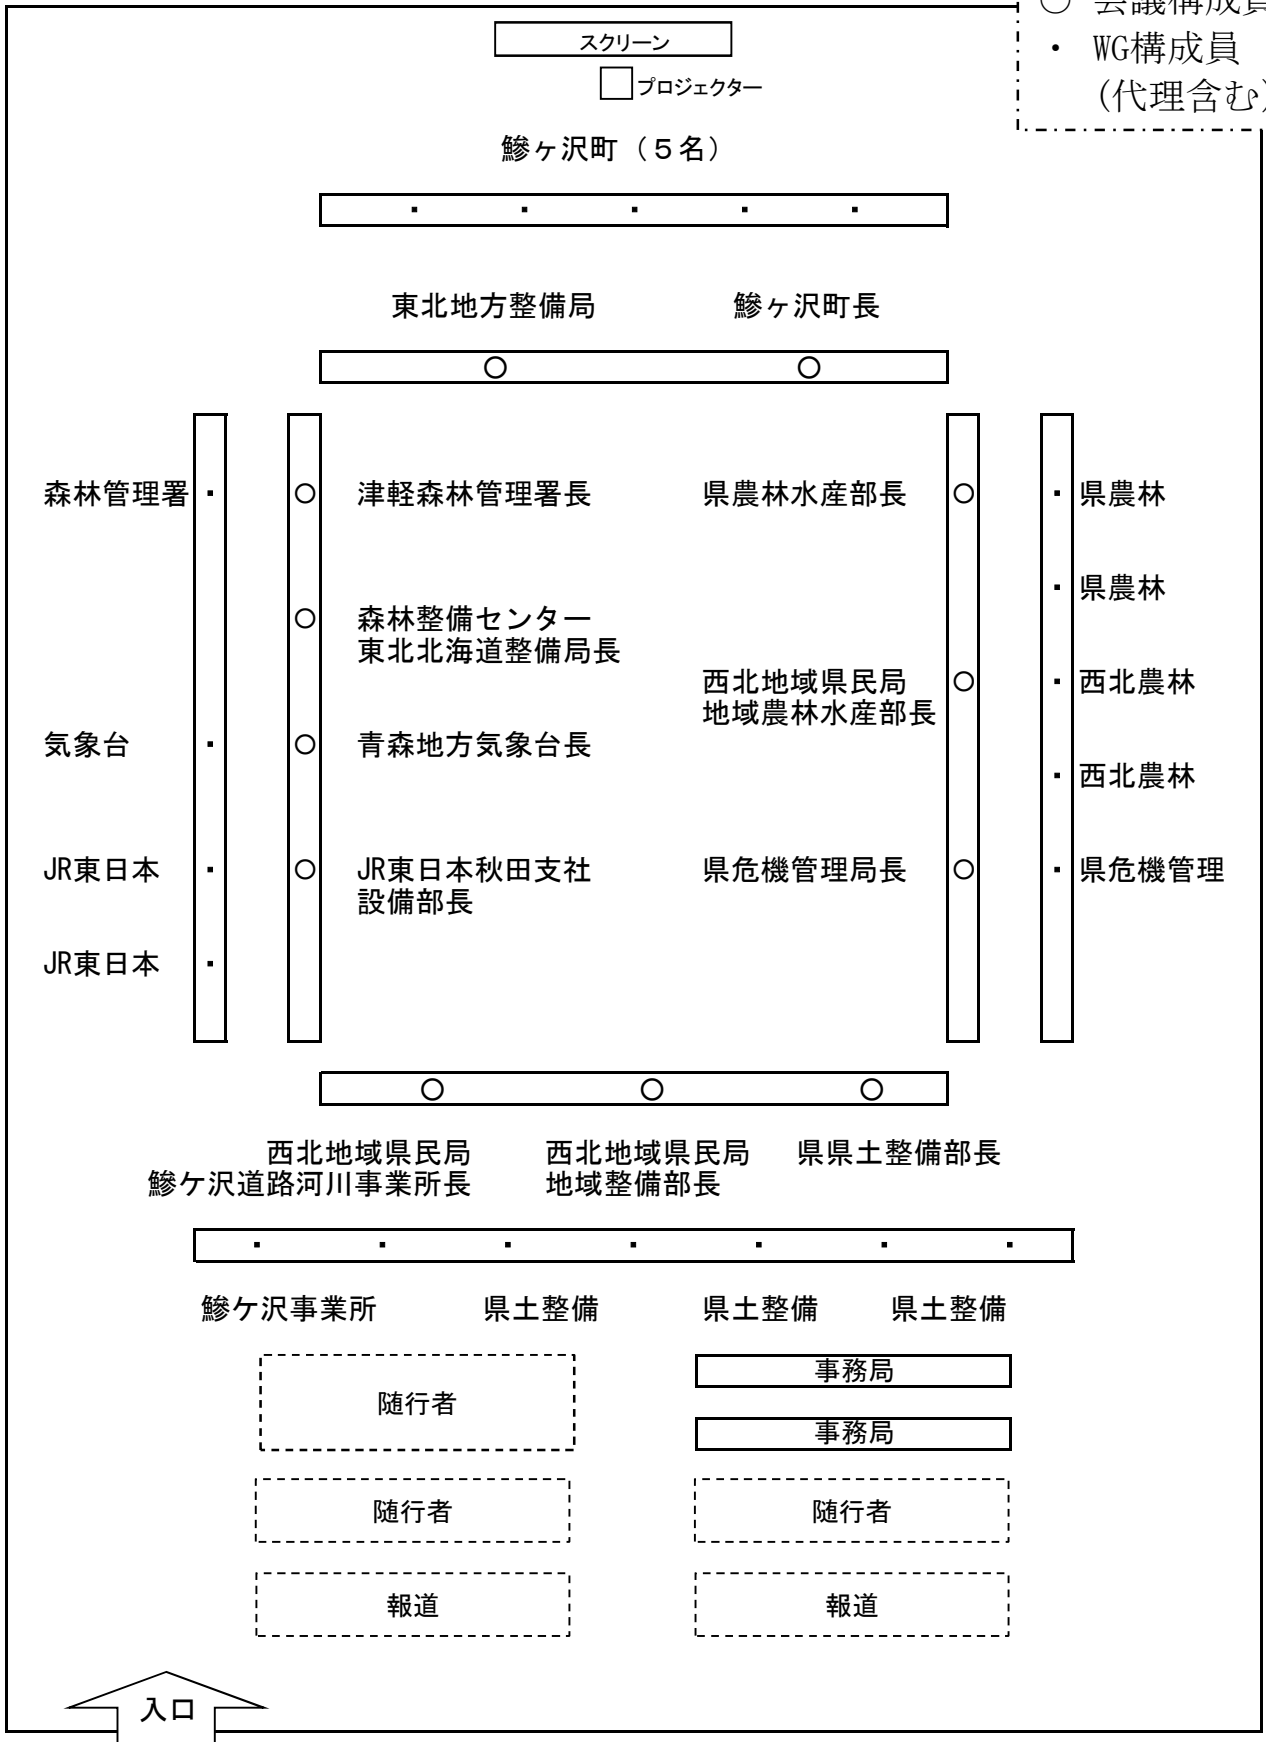 ○ 会議構成員
・ WG構成員
(代理含む)
スクリーン
プロジェクター
鰺ヶ沢町（５名）
東北地方整備局 鰺ヶ沢町長
森林管理署 津軽森林管理署長 県農林水産部長 県農林
県農林
森林整備センター
東北北海道整備局長
西北地域県民局 西北農林
地域農林水産部長
気象台 青森地方気象台長
西北農林
JR東日本 JR東日本秋田支社 県危機管理局長 県危機管理
設備部長
JR東日本
西北地域県民局 西北地域県民局 県県土整備部長
鰺ケ沢道路河川事業所長 地域整備部長
鰺ケ沢事業所 県土整備 県土整備 県土整備
事務局
随行者
事務局
随行者 随行者
報道 報道
入口